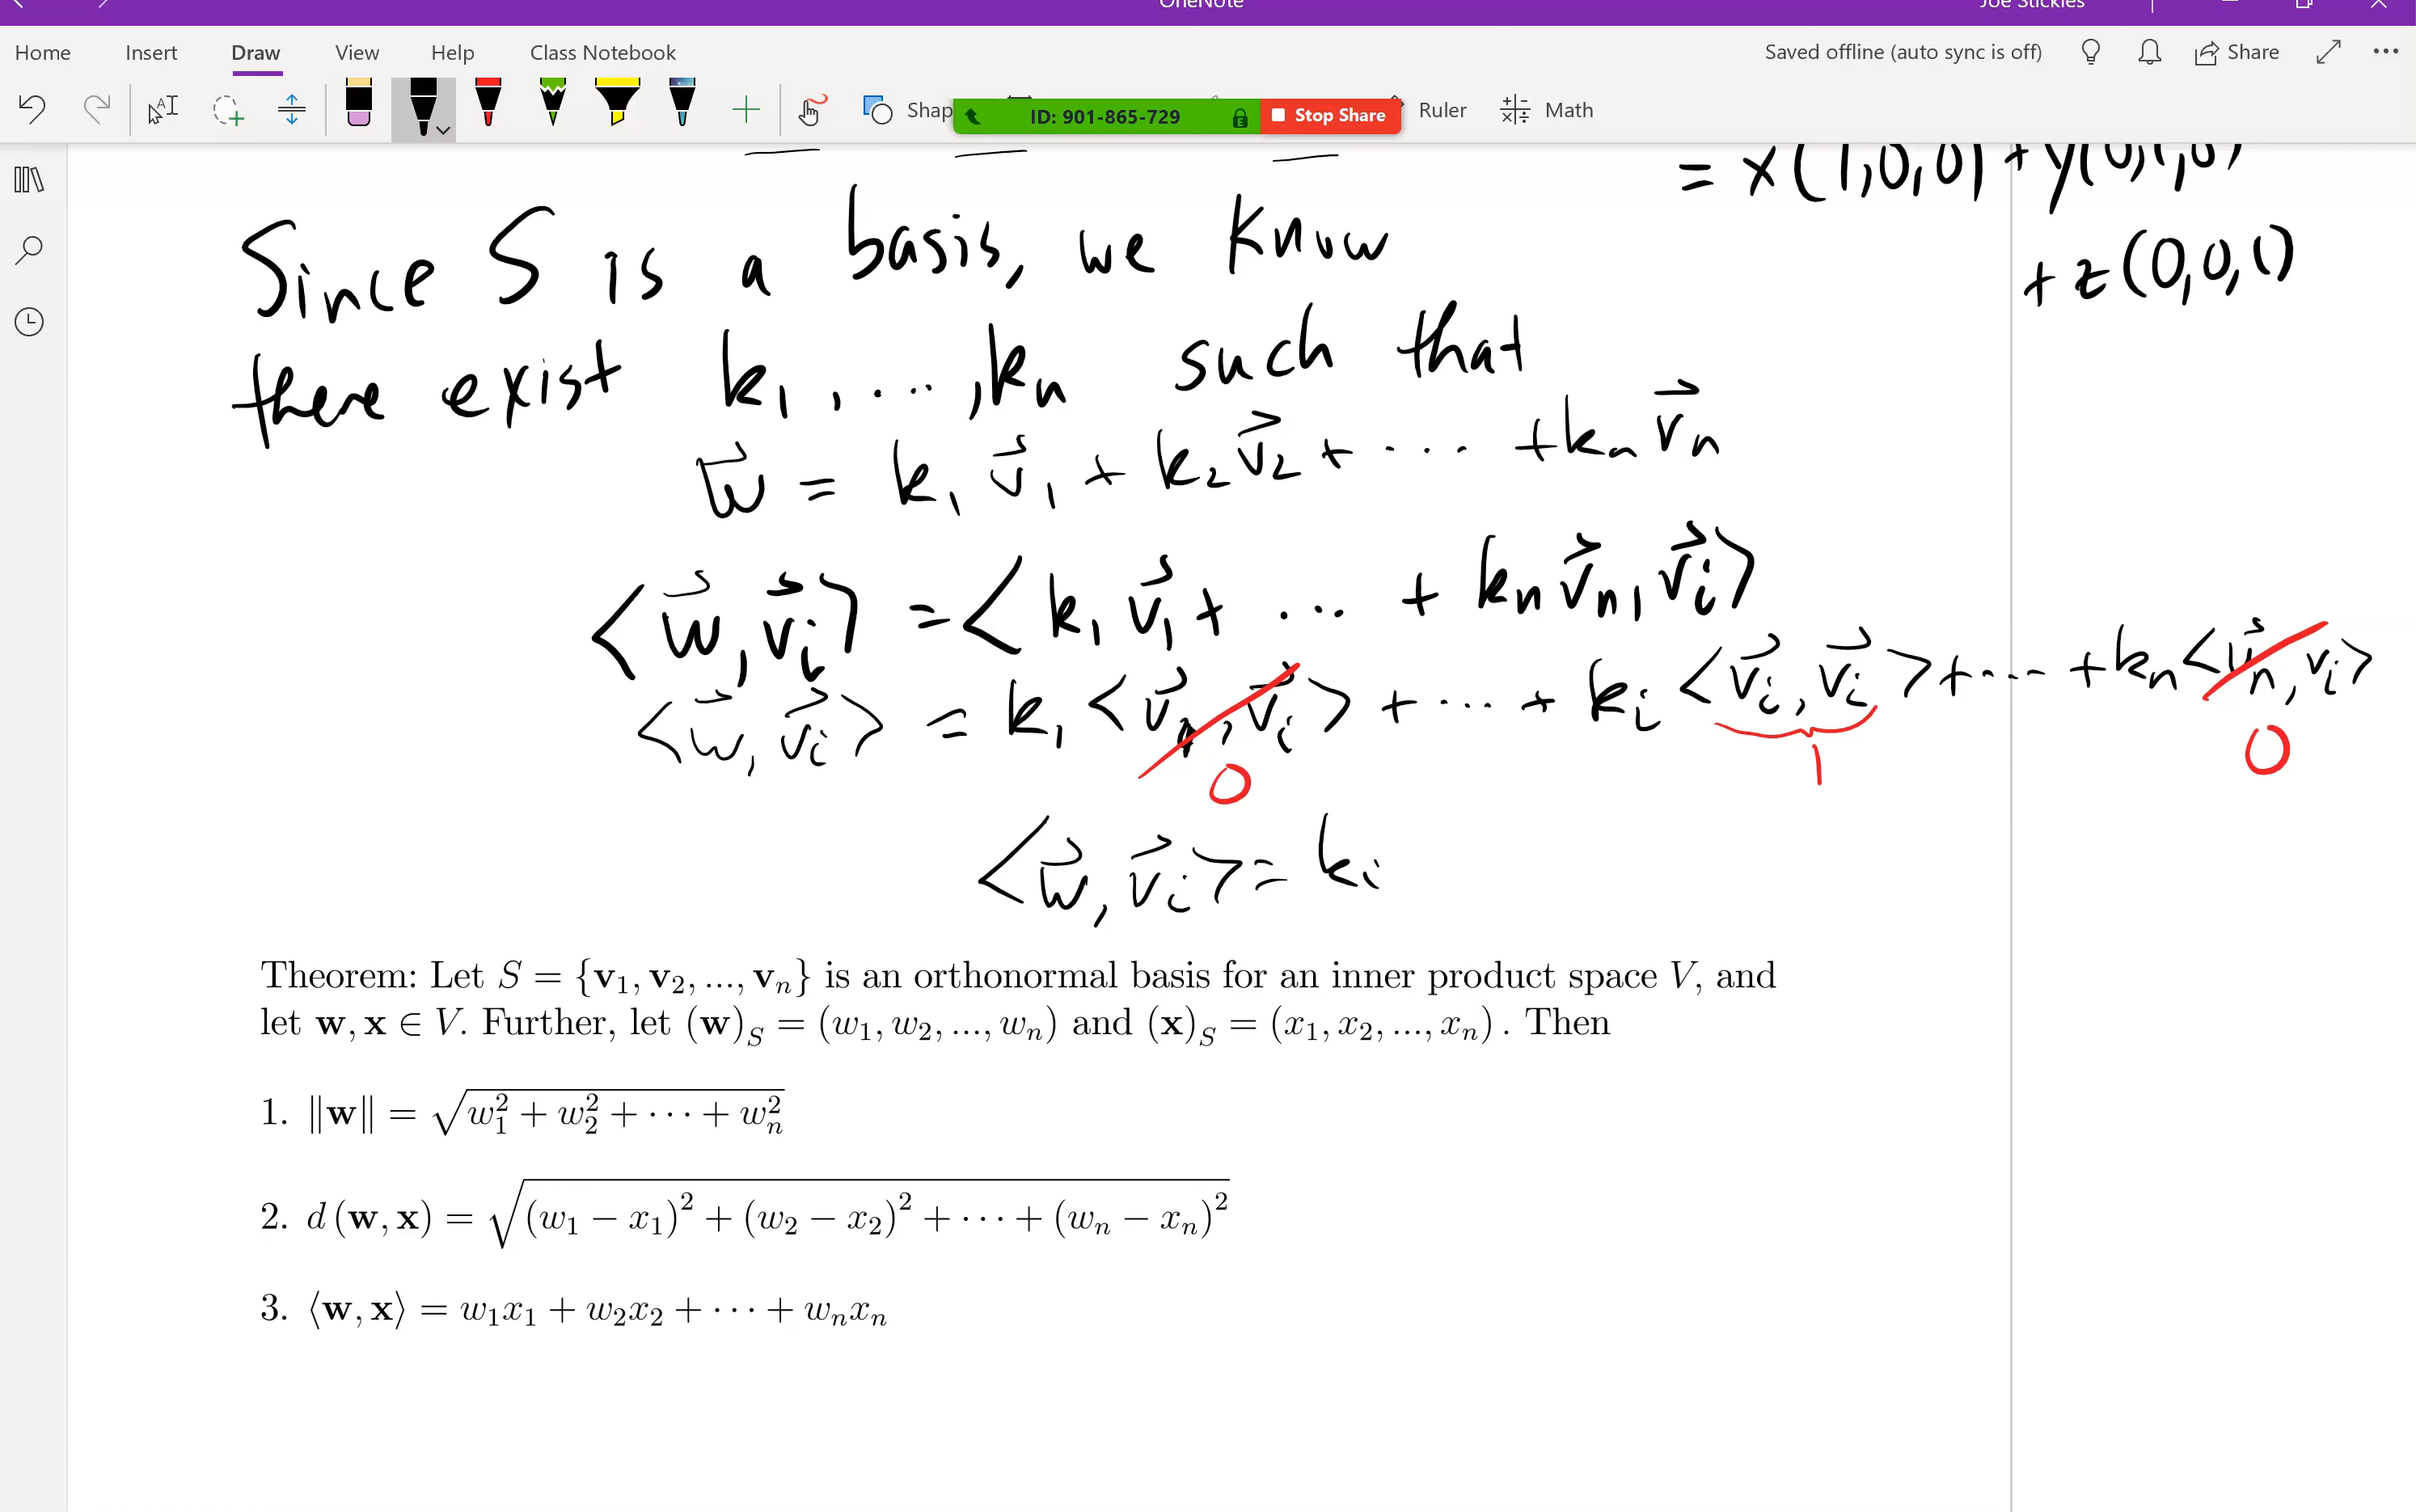 OneNote
Joe Stickles
Home Insert Draw View Help Class Notebook Saved offline (auto sync is off) Share
ID: 901-865-729 Stop Share Ruler Math
= x(1,0,0) + y(0,1,0)
+ z(0,0,1)
Since S is a basis, we know
there exist k₁, ..., kₙ such that
w⃗ = k₁v⃗₁ + k₂v⃗₂ + ⋯ + kₙv⃗ₙ
⟨w⃗, v⃗ᵢ⟩ = ⟨k₁v⃗₁ + ... + kₙv⃗ₙ, v⃗ᵢ⟩
⟨w⃗, v⃗ᵢ⟩ = k₁⟨v⃗₁, v⃗ᵢ⟩ + ⋯ + kᵢ⟨v⃗ᵢ, v⃗ᵢ⟩ + ⋯ + kₙ⟨v⃗ₙ, vᵢ⟩
0 1 0
⟨w⃗, v⃗ᵢ⟩ = kᵢ
Theorem: Let S = {v₁, v₂, ..., vₙ} is an orthonormal basis for an inner product space V, and
let w, x ∈ V. Further, let (w)_S = (w₁, w₂, ..., wₙ) and (x)_S = (x₁, x₂, ..., xₙ). Then
1. ‖w‖ = √(w₁² + w₂² + ⋯ + wₙ²)
2. d(w, x) = √((w₁ − x₁)² + (w₂ − x₂)² + ⋯ + (wₙ − xₙ)²)
3. ⟨w, x⟩ = w₁x₁ + w₂x₂ + ⋯ + wₙxₙ